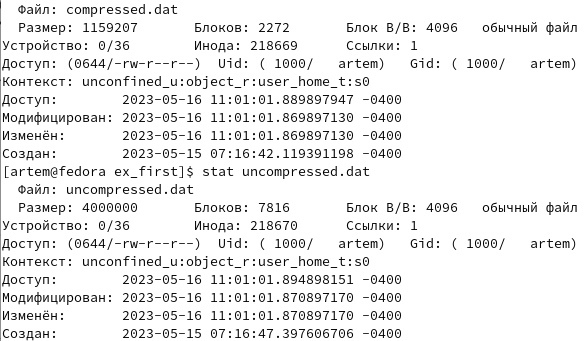 Файл: compressed.dat
Размер: 1159207 Блоков: 2272 Блок В/В: 4096 обычный файл
Устройство: 0/36 Инода: 218669 Ссылки: 1
Доступ: (0644/-rw-r--r--) Uid: ( 1000/ artem) Gid: ( 1000/ artem)
Контекст: unconfined_u:object_r:user_home_t:s0
Доступ: 2023-05-16 11:01:01.889897947 -0400
Модифицирован: 2023-05-16 11:01:01.869897130 -0400
Изменён: 2023-05-16 11:01:01.869897130 -0400
Создан: 2023-05-15 07:16:42.119391198 -0400
[artem@fedora ex_first]$ stat uncompressed.dat
Файл: uncompressed.dat
Размер: 4000000 Блоков: 7816 Блок В/В: 4096 обычный файл
Устройство: 0/36 Инода: 218670 Ссылки: 1
Доступ: (0644/-rw-r--r--) Uid: ( 1000/ artem) Gid: ( 1000/ artem)
Контекст: unconfined_u:object_r:user_home_t:s0
Доступ: 2023-05-16 11:01:01.894898151 -0400
Модифицирован: 2023-05-16 11:01:01.870897170 -0400
Изменён: 2023-05-16 11:01:01.870897170 -0400
Создан: 2023-05-15 07:16:47.397606706 -0400